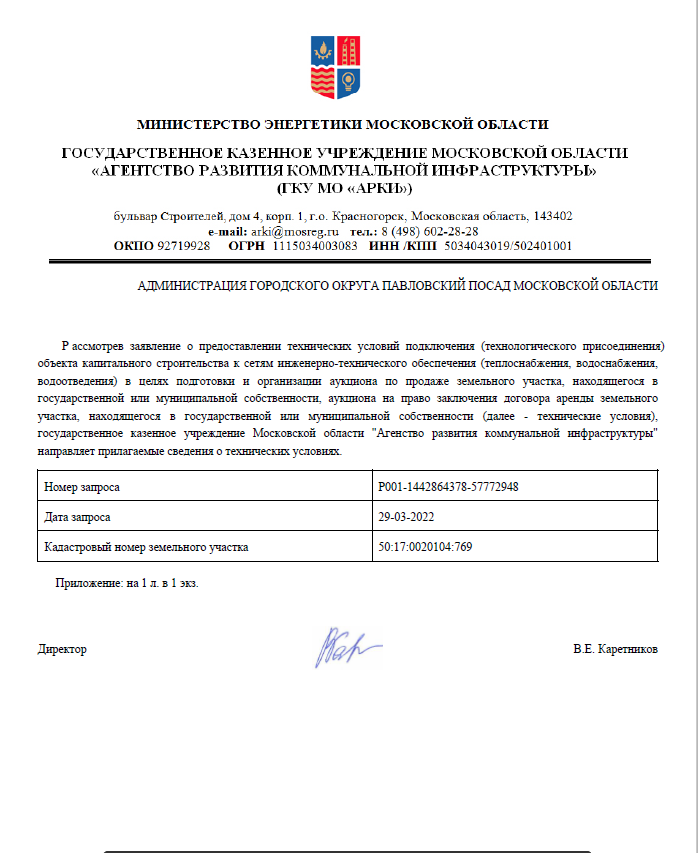 МИНИСТЕРСТВО ЭНЕРГЕТИКИ МОСКОВСКОЙ ОБЛАСТИ
ГОСУДАРСТВЕННОЕ КАЗЕННОЕ УЧРЕЖДЕНИЕ МОСКОВСКОЙ ОБЛАСТИ
«АГЕНТСТВО РАЗВИТИЯ КОММУНАЛЬНОЙ ИНФРАСТРУКТУРЫ»
(ГКУ МО «АРКИ»)
бульвар Строителей, дом 4, корп. 1, г.о. Красногорск, Московская область, 143402
e-mail: arki@mosreg.ru тел.: 8 (498) 602-28-28
ОКПО 92719928 ОГРН 1115034003083 ИНН /КПП 5034043019/502401001
АДМИНИСТРАЦИЯ ГОРОДСКОГО ОКРУГА ПАВЛОВСКИЙ ПОСАД МОСКОВСКОЙ ОБЛАСТИ
Рассмотрев заявление о предоставлении технических условий подключения (технологического присоединения)
объекта капитального строительства к сетям инженерно-технического обеспечения (теплоснабжения, водоснабжения,
водоотведения) в целях подготовки и организации аукциона по продаже земельного участка, находящегося в
государственной или муниципальной собственности, аукциона на право заключения договора аренды земельного
участка, находящегося в государственной или муниципальной собственности (далее - технические условия),
государственное казенное учреждение Московской области "Агенство развития коммунальной инфраструктуры"
направляет прилагаемые сведения о технических условиях.
Номер запроса P001-1442864378-57772948
Дата запроса 29-03-2022
Кадастровый номер земельного участка 50:17:0020104:769
Приложение: на 1 л. в 1 экз.
Директор В.Е. Каретников